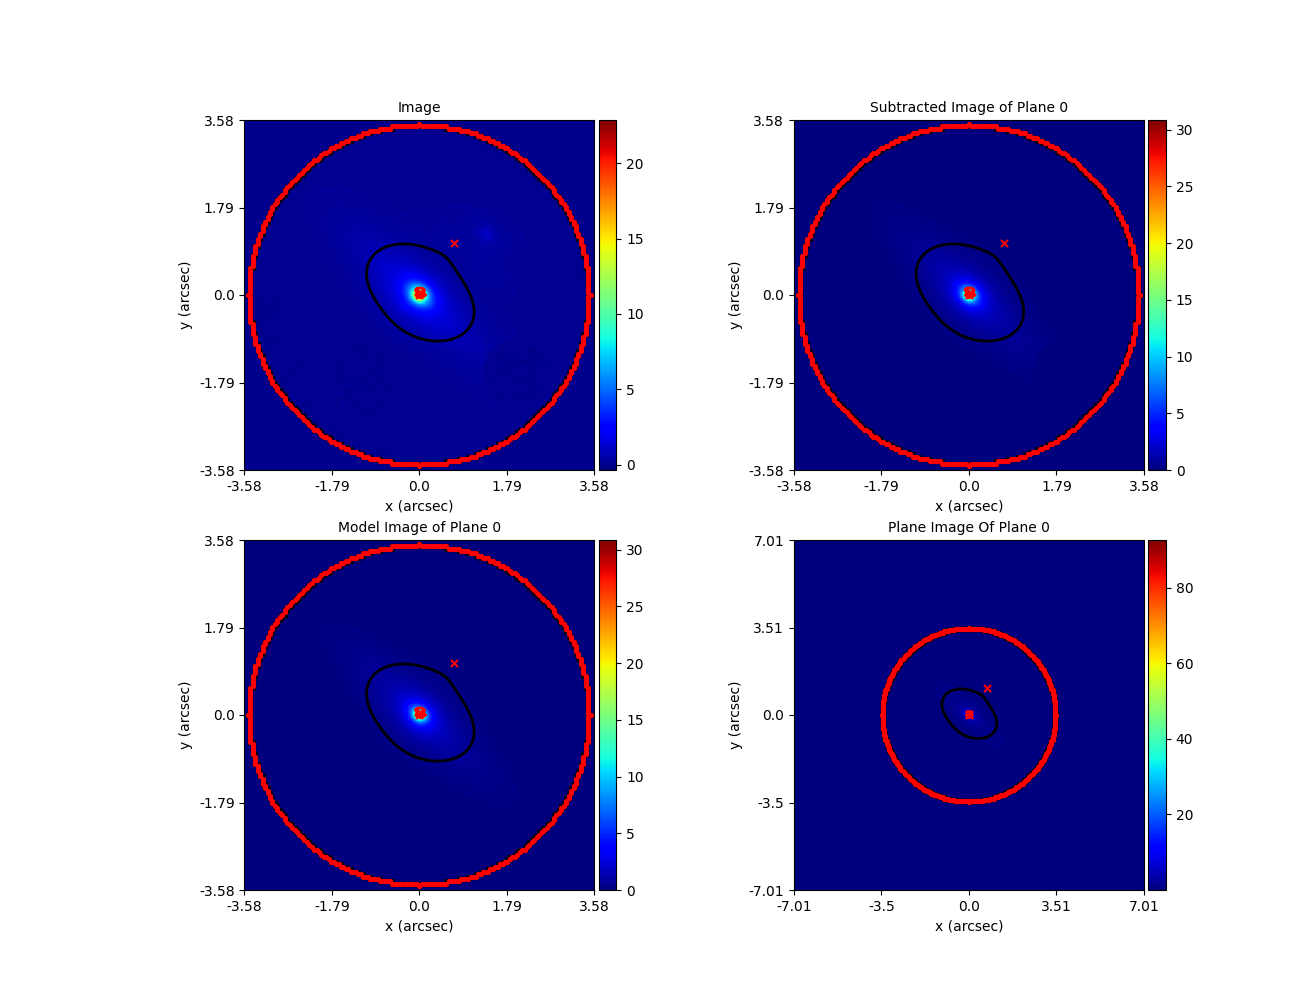 Image
3.58
1.79
0.0
-1.79
-3.58
y (arcsec)
-3.58 -1.79 0.0 1.79 3.58
x (arcsec)
20
15
10
5
0
Subtracted Image of Plane 0
3.58
1.79
0.0
-1.79
-3.58
y (arcsec)
-3.58 -1.79 0.0 1.79 3.58
x (arcsec)
30
25
20
15
10
5
0
Model Image of Plane 0
3.58
1.79
0.0
-1.79
-3.58
y (arcsec)
-3.58 -1.79 0.0 1.79 3.58
x (arcsec)
30
25
20
15
10
5
0
Plane Image Of Plane 0
7.01
3.51
0.0
-3.5
-7.01
y (arcsec)
-7.01 -3.5 0.0 3.51 7.01
x (arcsec)
80
60
40
20